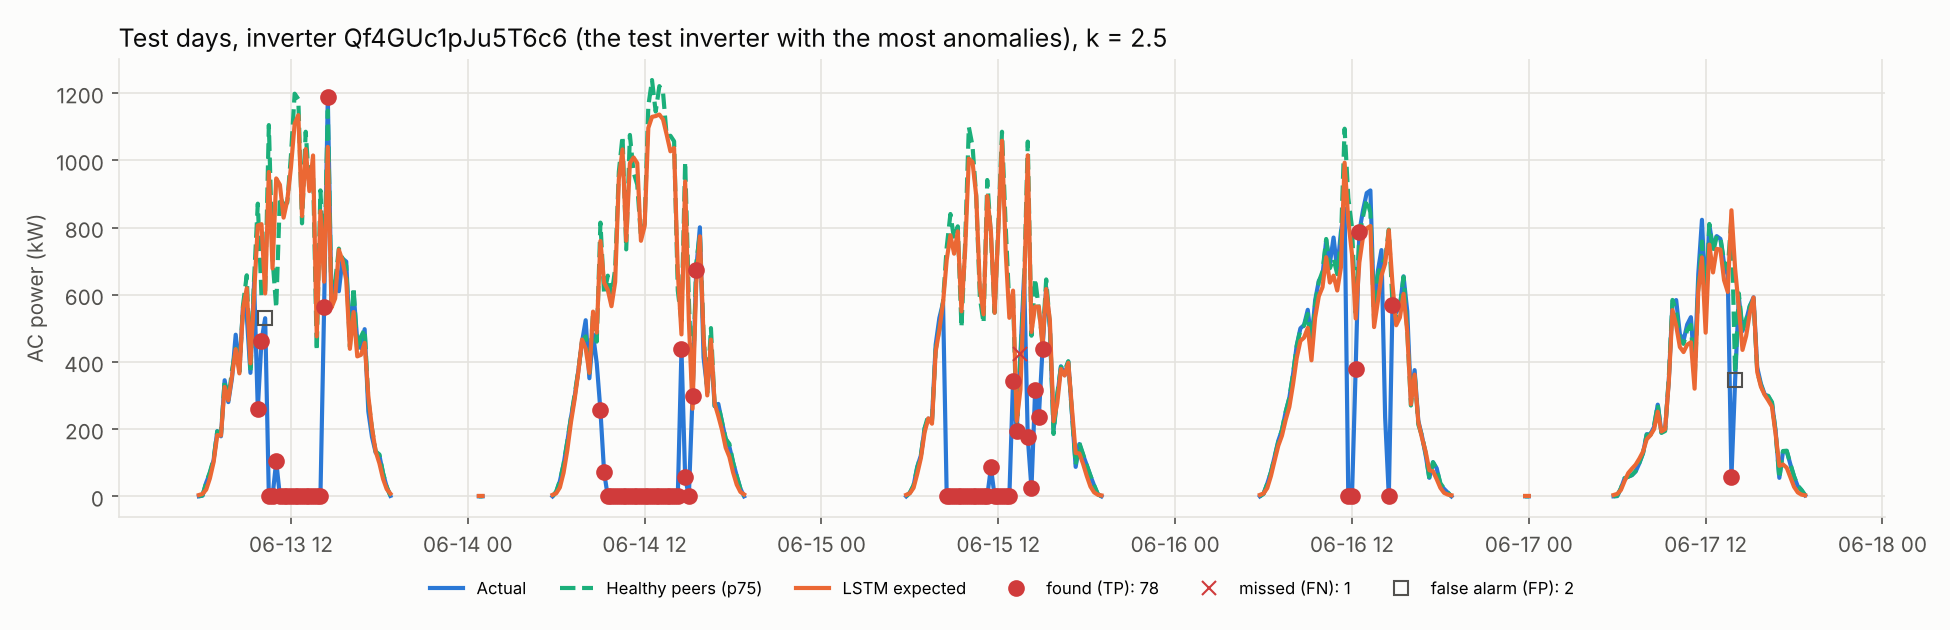 Test days, inverter Qf4GUc1pJu5T6c6 (the test inverter with the most anomalies), k = 2.5
AC power (kW)
1200
1000
800
600
400
200
0
06-13 12
06-14 00
06-14 12
06-15 00
06-15 12
06-16 00
06-16 12
06-17 00
06-17 12
06-18 00
Actual
Healthy peers (p75)
LSTM expected
found (TP): 78
missed (FN): 1
false alarm (FP): 2